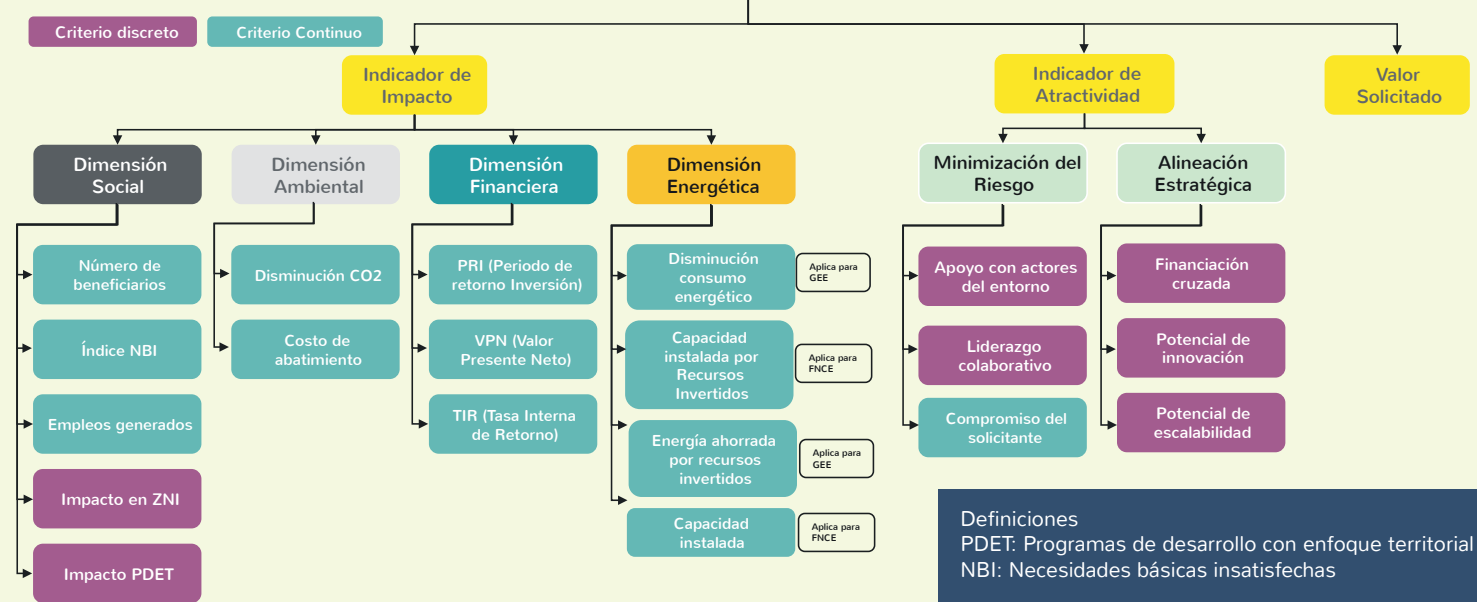 Criterio discreto
Criterio Continuo
Indicador de
Impacto
Indicador de
Atractividad
Valor
Solicitado
Dimensión
Social
Dimensión
Ambiental
Dimensión
Financiera
Dimensión
Energética
Minimización del
Riesgo
Alineación
Estratégica
Número de
beneficiarios
Índice NBI
Empleos generados
Impacto en ZNI
Impacto PDET
Disminución CO2
Costo de
abatimiento
PRI (Periodo de
retorno Inversión)
VPN (Valor
Presente Neto)
TIR (Tasa Interna
de Retorno)
Disminución
consumo
energético
Aplica para
GEE
Capacidad
instalada por
Recursos
Invertidos
Aplica para
FNCE
Energía ahorrada
por recursos
invertidos
Aplica para
GEE
Capacidad
instalada
Aplica para
FNCE
Apoyo con actores
del entorno
Liderazgo
colaborativo
Compromiso del
solicitante
Financiación
cruzada
Potencial de
innovación
Potencial de
escalabilidad
Definiciones
PDET: Programas de desarrollo con enfoque territorial
NBI: Necesidades básicas insatisfechas